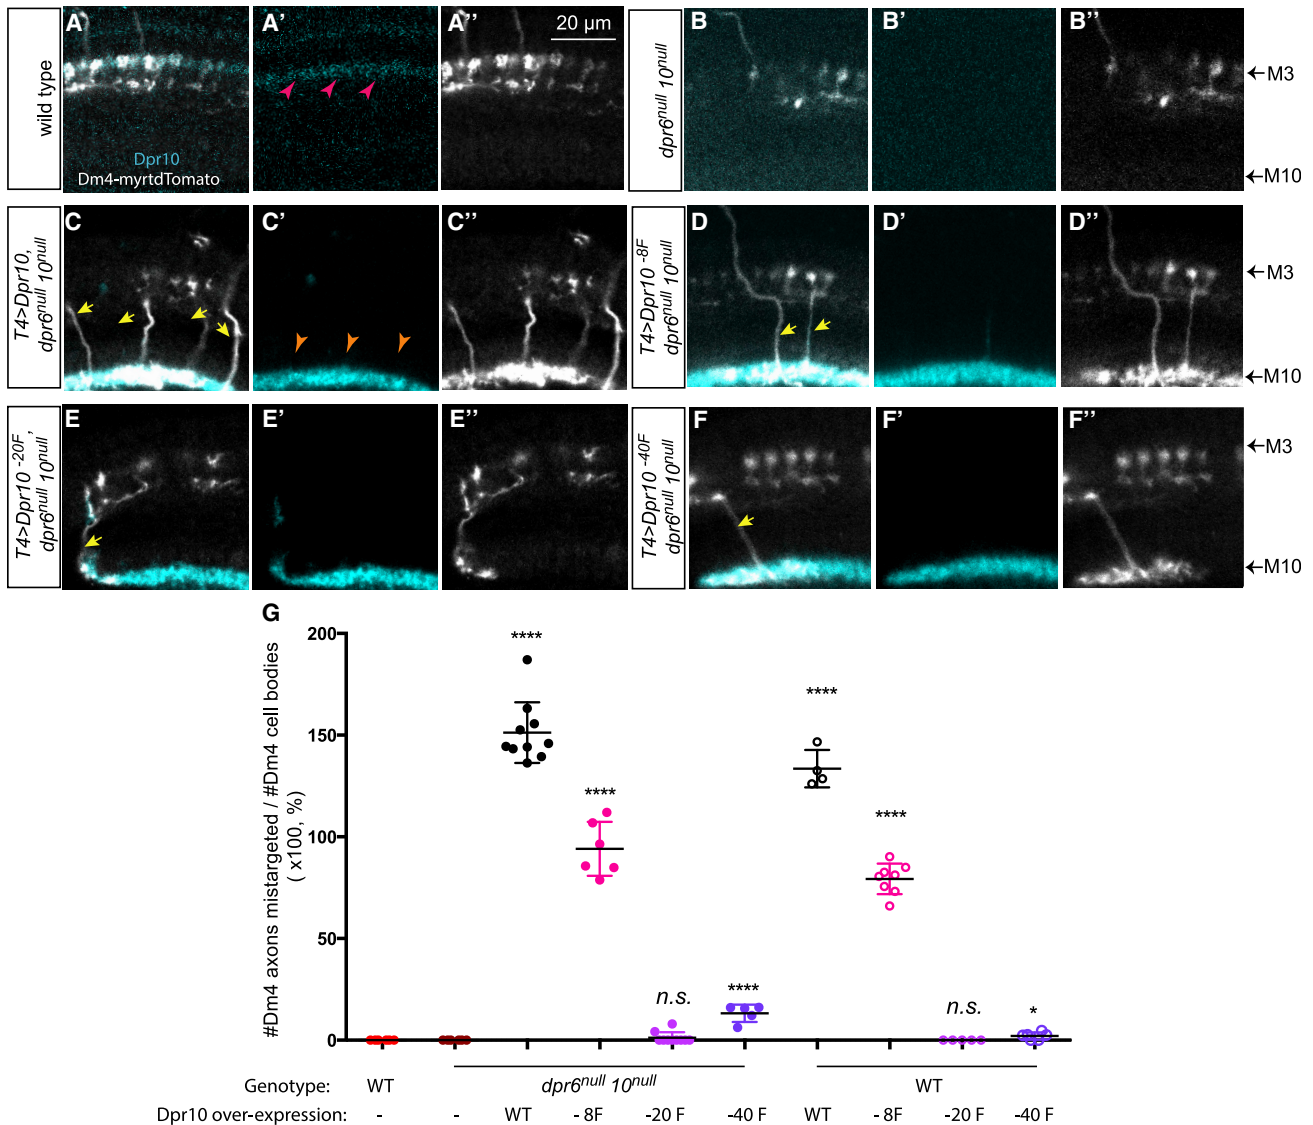 A
A'
A''
20 µm
B
B'
B''
wild type
Dpr10
Dm4-myrtdTomato
dpr6null 10null
←M3
←M10
C
C'
C''
D
D'
D''
T4>Dpr10,
dpr6null 10null
T4>Dpr10 -8F
dpr6null 10null
←M3
←M10
E
E'
E''
F
F'
F''
T4>Dpr10 -20F,
dpr6null 10null
T4>Dpr10 -40F
dpr6null 10null
←M3
←M10
G
#Dm4 axons mistargeted / #Dm4 cell bodies
( x100, %)
200
150
100
50
0
****
****
n.s.
****
****
****
n.s.
*
Genotype: WT dpr6null 10null WT
Dpr10 over-expression: - - WT - 8F -20 F -40 F WT - 8F -20 F -40 F